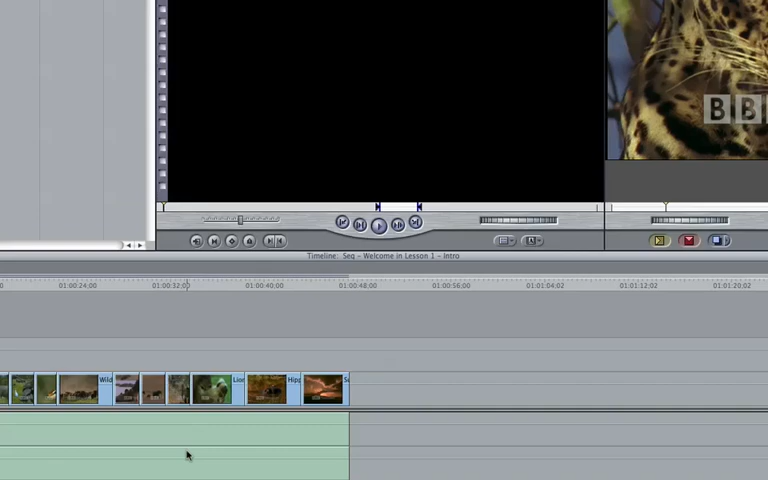 BB
Timeline: Seq - Welcome in Lesson 1 - Intro
01:00:24;00 01:00:32;00 01:00:40;00 01:00:48;00 01:00:56;00 01:01:04;02 01:01:12;02 01:01:20;02
Wild Lion Hipp